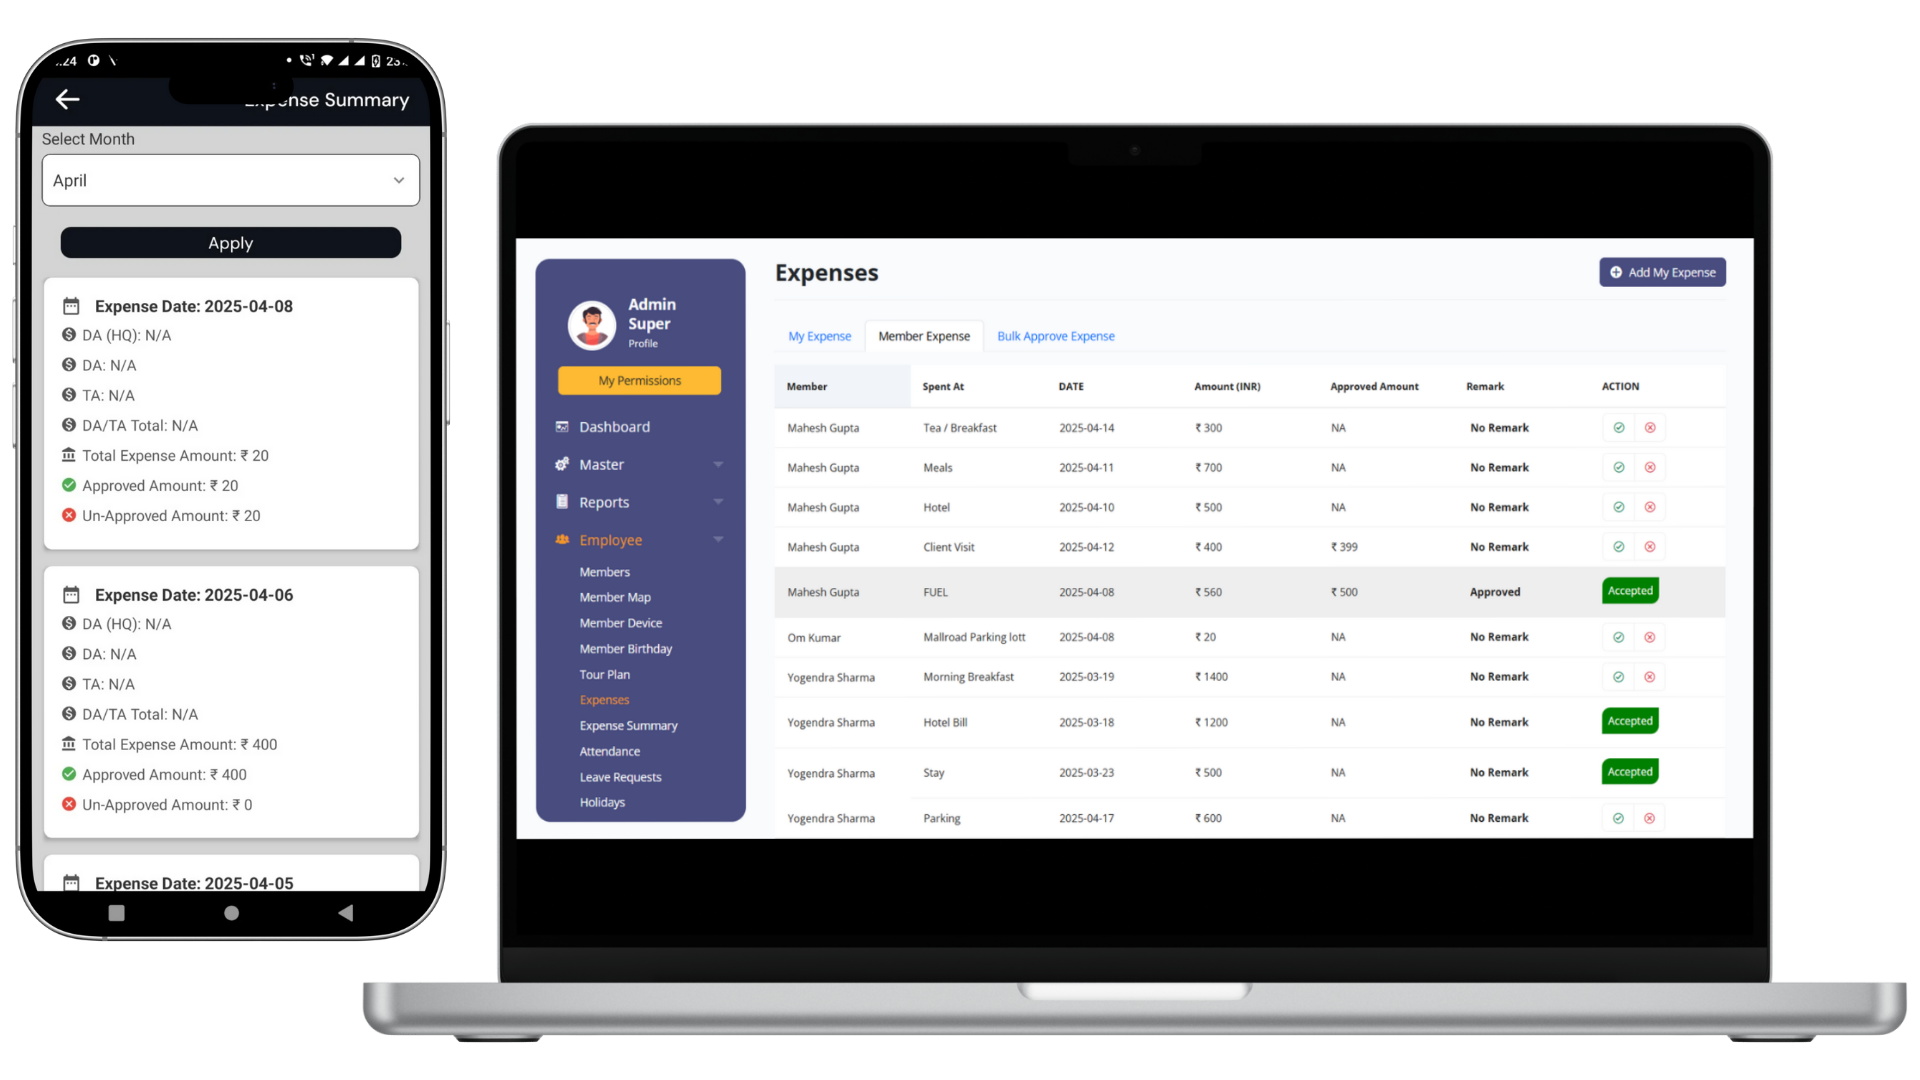 .24
23
Expense Summary
Select Month
April
Apply
Expense Date: 2025-04-08
DA (HQ): N/A
DA: N/A
TA: N/A
DA/TA Total: N/A
Total Expense Amount: ₹ 20
Approved Amount: ₹ 20
Un-Approved Amount: ₹ 20
Expense Date: 2025-04-06
DA (HQ): N/A
DA: N/A
TA: N/A
DA/TA Total: N/A
Total Expense Amount: ₹ 400
Approved Amount: ₹ 400
Un-Approved Amount: ₹ 0
Expense Date: 2025-04-05
Admin
Super
Profile
My Permissions
Dashboard
Master
Reports
Employee
Members
Member Map
Member Device
Member Birthday
Tour Plan
Expenses
Expense Summary
Attendance
Leave Requests
Holidays
Expenses
Add My Expense
My Expense Member Expense Bulk Approve Expense
Member Spent At DATE Amount (INR) Approved Amount Remark ACTION
Mahesh Gupta Tea / Breakfast 2025-04-14 ₹ 300 NA No Remark
Mahesh Gupta Meals 2025-04-11 ₹ 700 NA No Remark
Mahesh Gupta Hotel 2025-04-10 ₹ 500 NA No Remark
Mahesh Gupta Client Visit 2025-04-12 ₹ 400 ₹ 399 No Remark
Mahesh Gupta FUEL 2025-04-08 ₹ 560 ₹ 500 Approved Accepted
Om Kumar Mallroad Parking lott 2025-04-08 ₹ 20 NA No Remark
Yogendra Sharma Morning Breakfast 2025-03-19 ₹ 1400 NA No Remark
Yogendra Sharma Hotel Bill 2025-03-18 ₹ 1200 NA No Remark Accepted
Yogendra Sharma Stay 2025-03-23 ₹ 500 NA No Remark Accepted
Yogendra Sharma Parking 2025-04-17 ₹ 600 NA No Remark